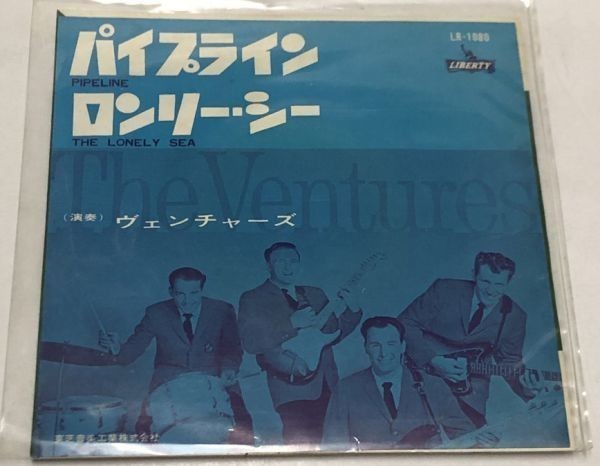 パイプライン
PIPELINE
LR-1080
LIBERTY
ロンリー・シー
THE LONELY SEA
The Ventures
(演奏) ヴェンチャーズ
東芝音楽工業株式会社